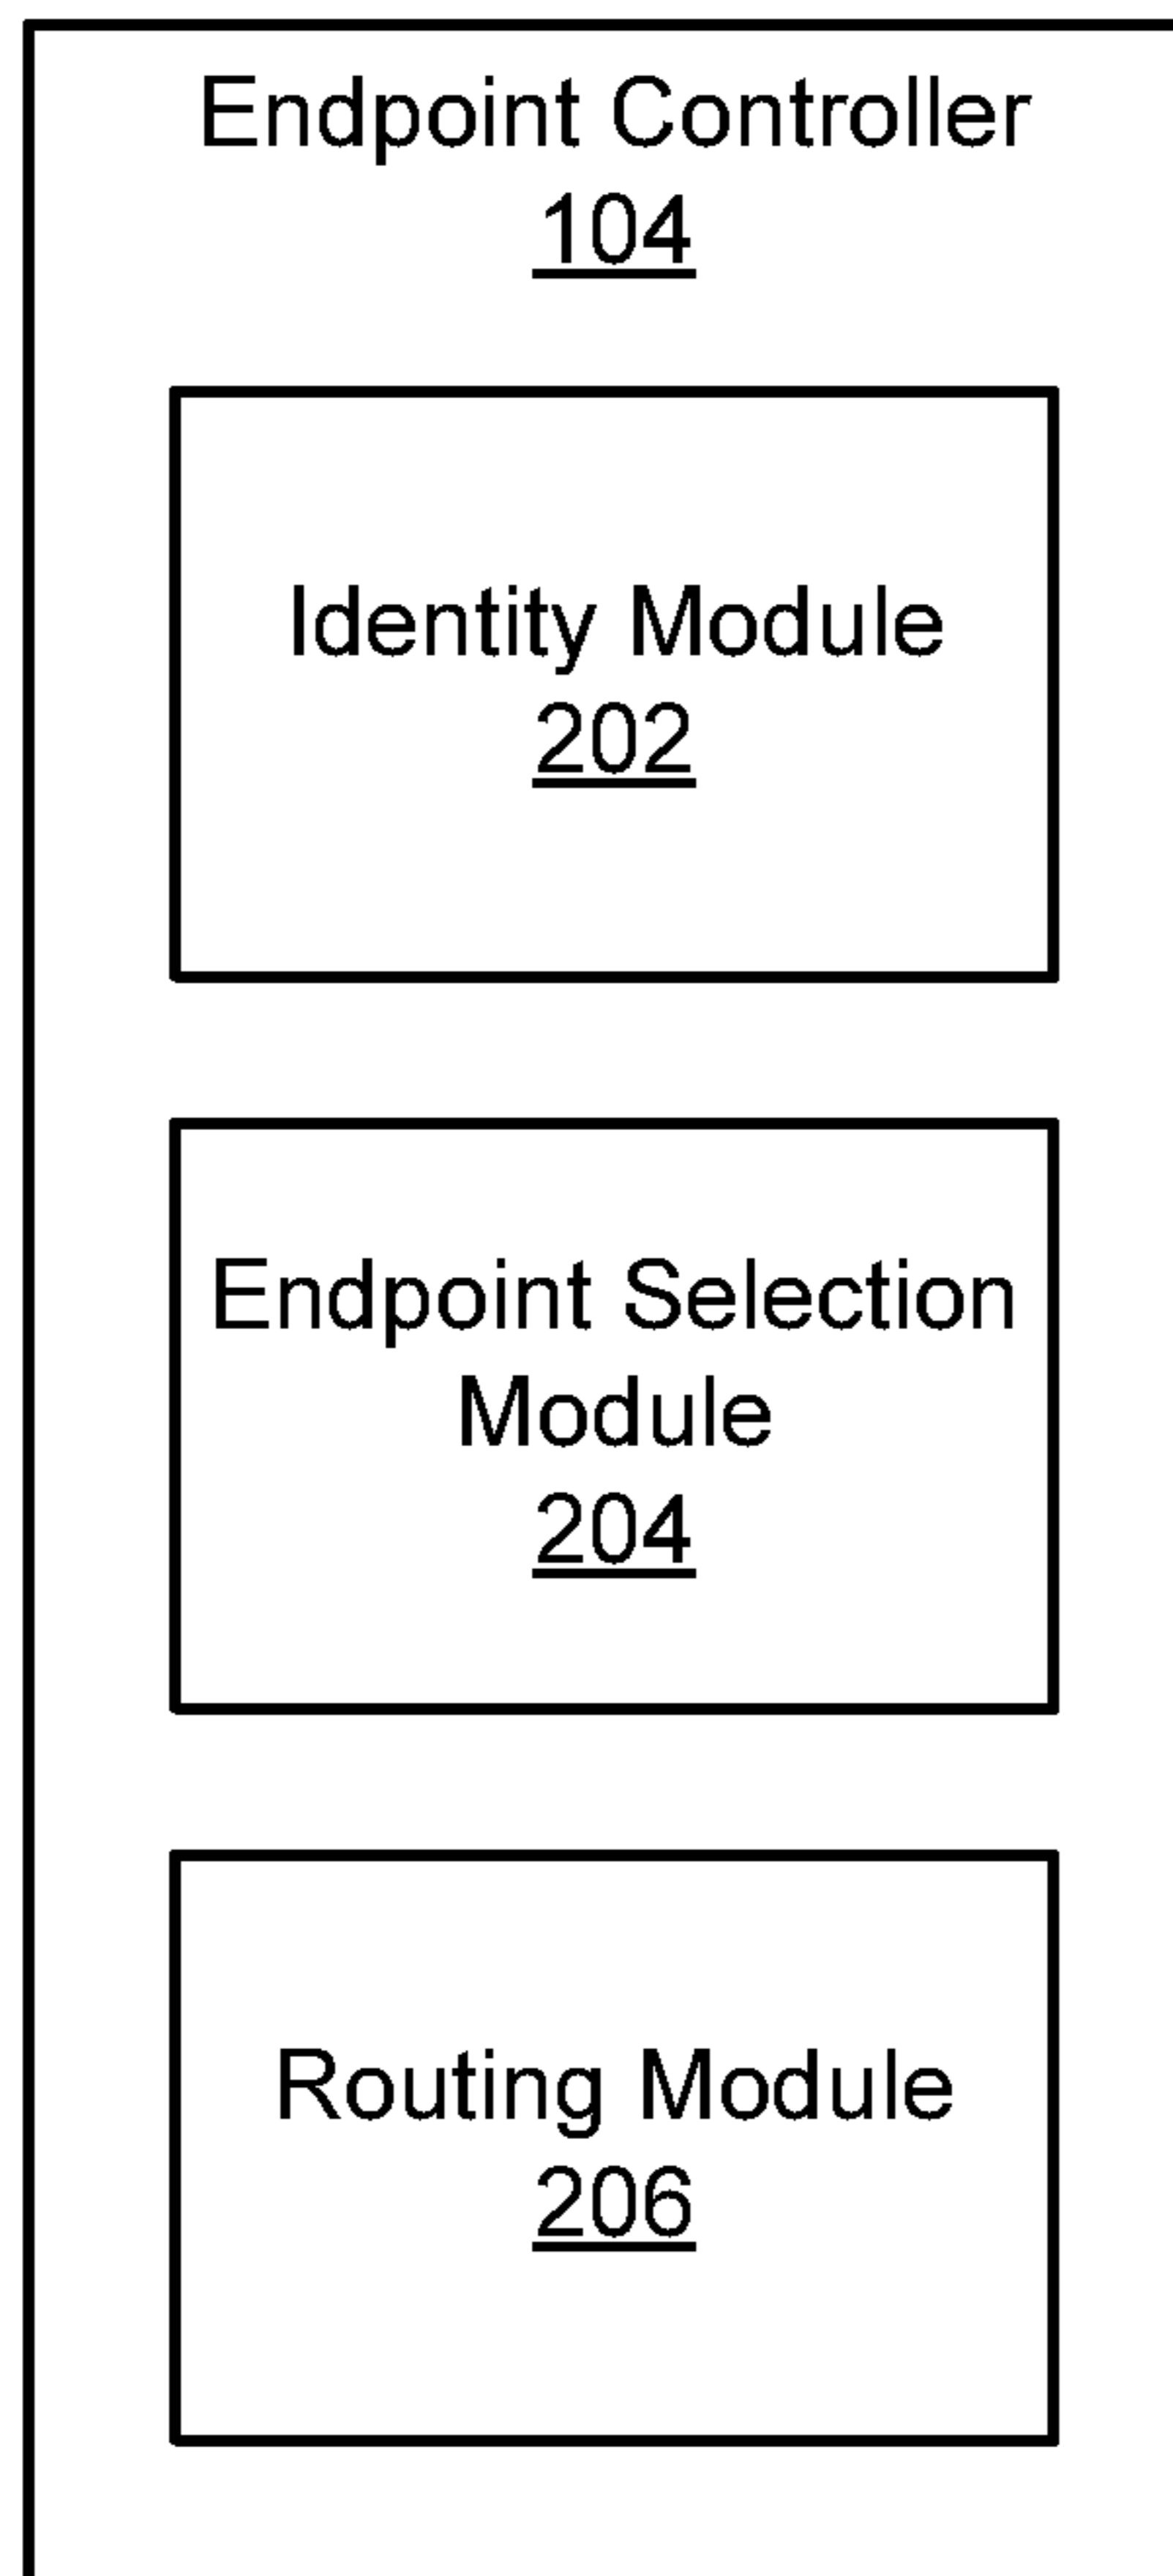 Endpoint Controller
104
Identity Module
202
Endpoint Selection
Module
204
Routing Module
206